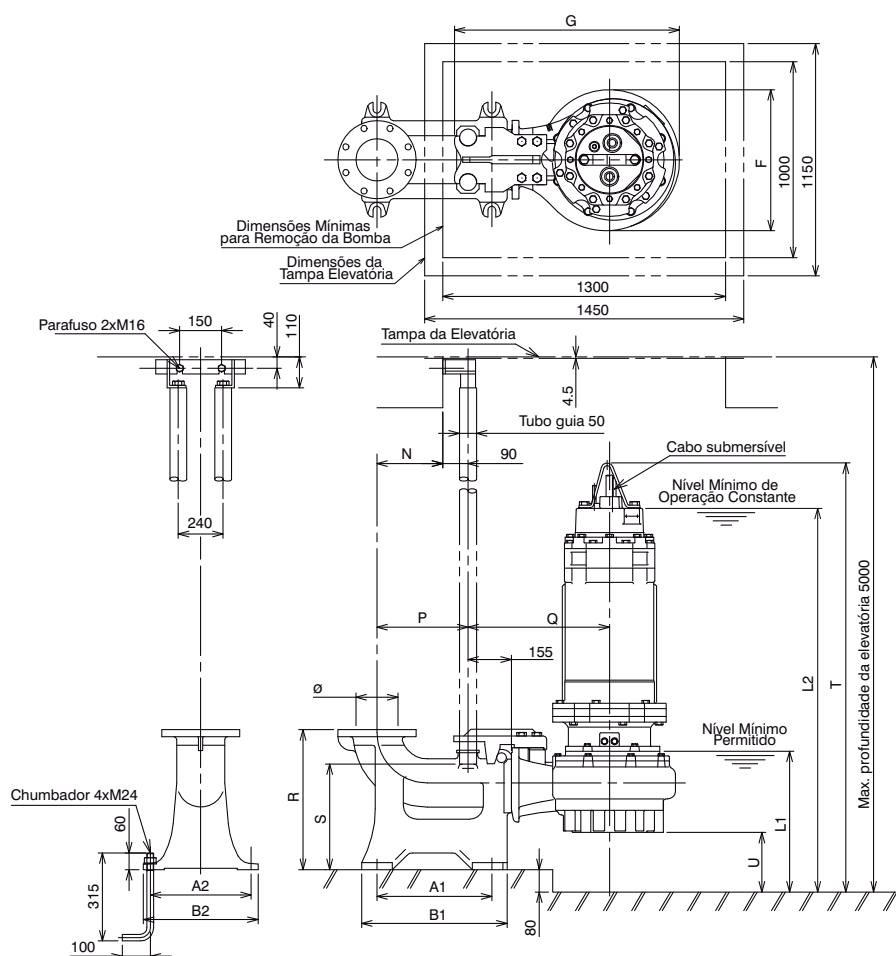 G
F
1000
1150
Dimensões Mínimas
para Remoção da Bomba
Dimensões da
Tampa Elevatória
1300
1450
Parafuso 2xM16
150
40
110
Tampa da Elevatória
4.5
Tubo guia 50
N
90
Cabo submersível
Nível Mínimo de
Operação Constante
240
P
Q
155
Ø
Max. profundidade da elevatória 5000
T
L2
Nível Mínimo
Permitido
R
S
L1
U
Chumbador 4xM24
60
315
100
A2
B2
A1
B1
80